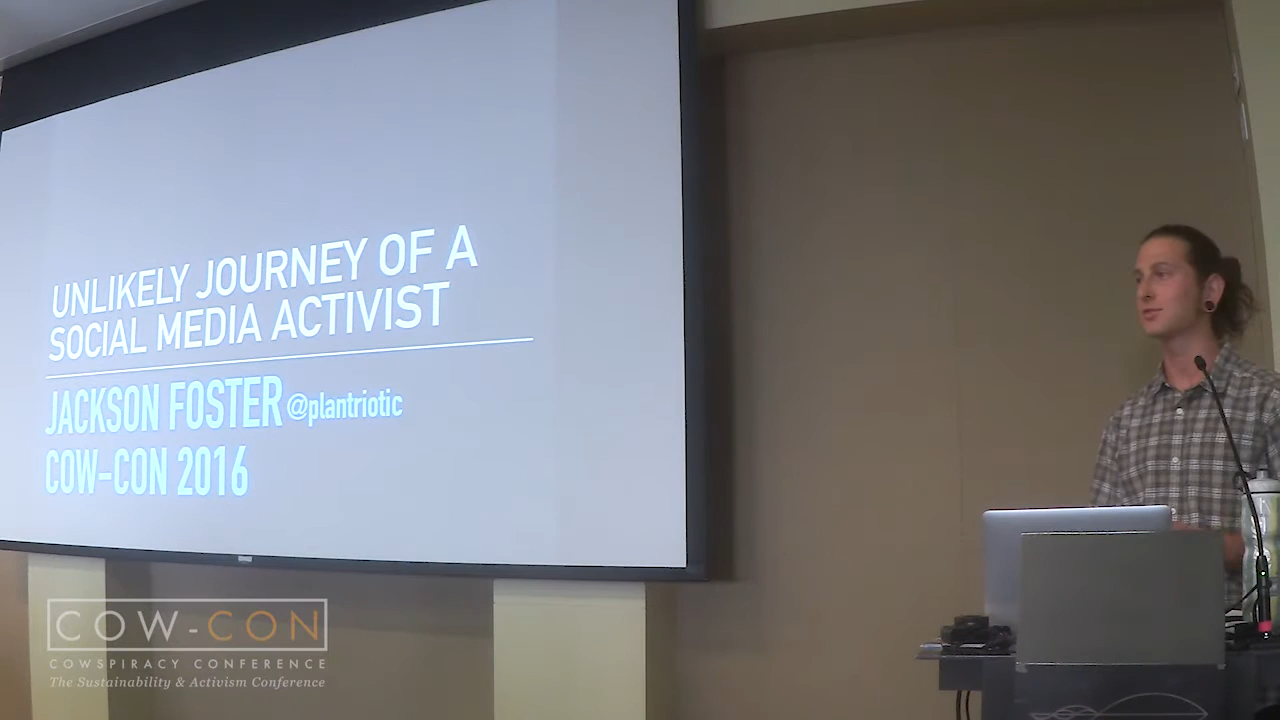 UNLIKELY JOURNEY OF A
SOCIAL MEDIA ACTIVIST
JACKSON FOSTER @plantriotic
COW-CON 2016
COW-CON
COWSPIRACY CONFERENCE
The Sustainability & Activism Conference